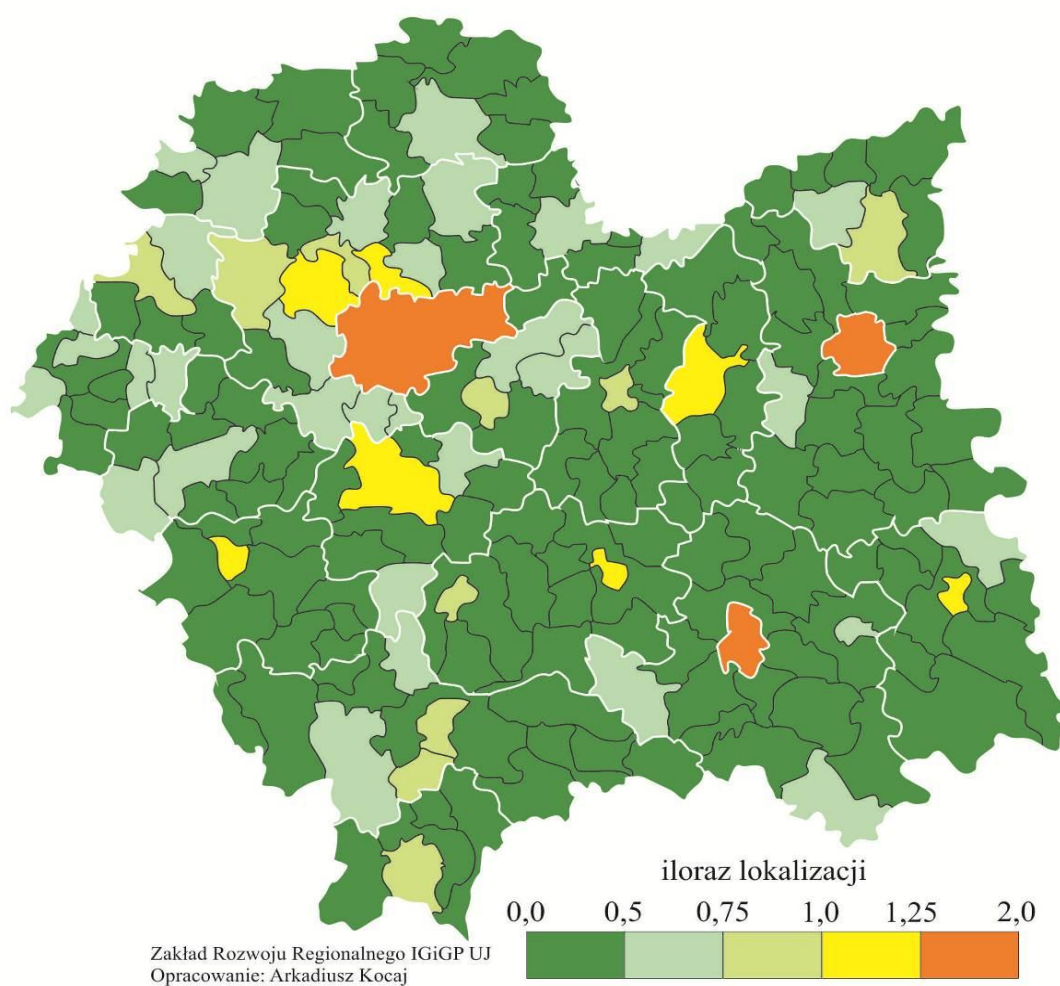 iloraz lokalizacji
0,0 0,5 0,75 1,0 1,25 2,0
Zakład Rozwoju Regionalnego IGiGP UJ
Opracowanie: Arkadiusz Kocaj